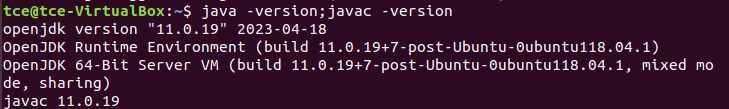 tce@tce-VirtualBox:~$ java -version;javac -version
openjdk version "11.0.19" 2023-04-18
OpenJDK Runtime Environment (build 11.0.19+7-post-Ubuntu-0ubuntu118.04.1)
OpenJDK 64-Bit Server VM (build 11.0.19+7-post-Ubuntu-0ubuntu118.04.1, mixed mo
de, sharing)
javac 11.0.19